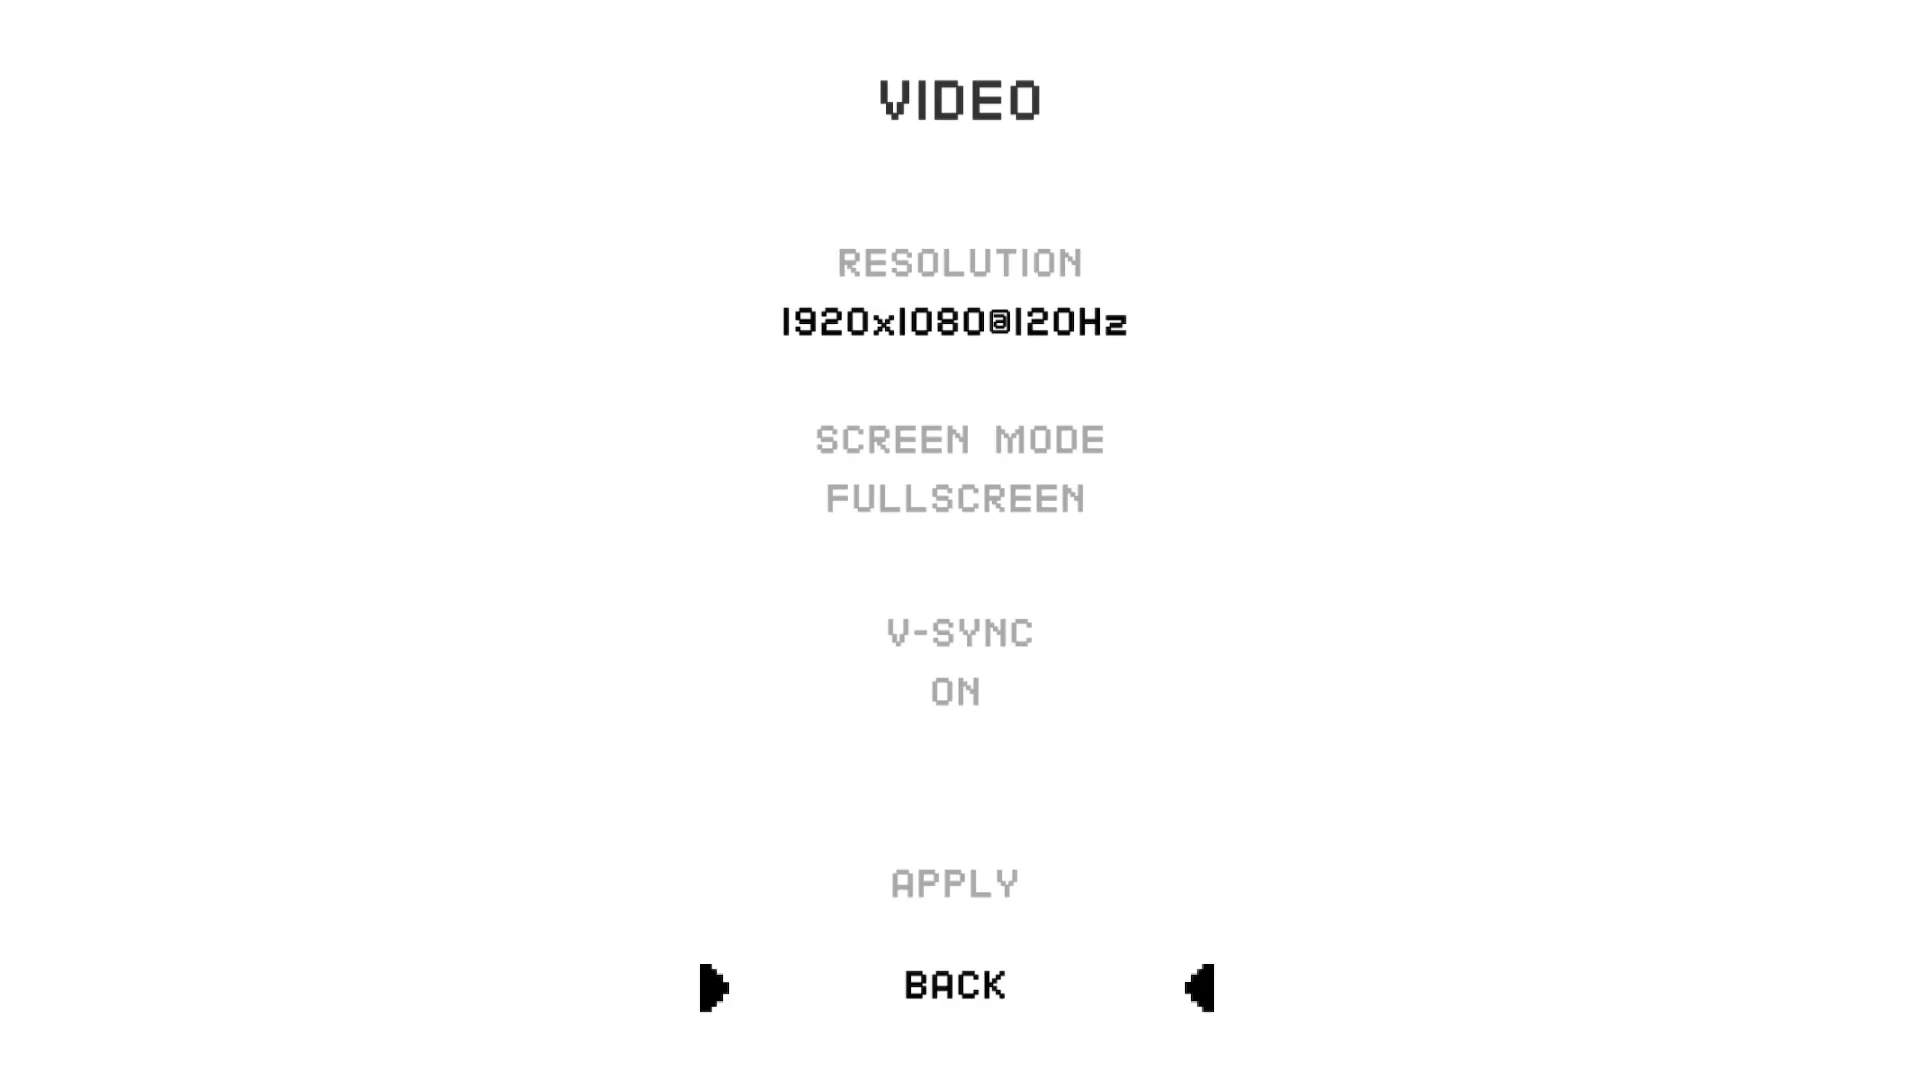 VIDEO
RESOLUTION
1920x1080@120Hz
SCREEN MODE
FULLSCREEN
V-SYNC
ON
APPLY
BACK